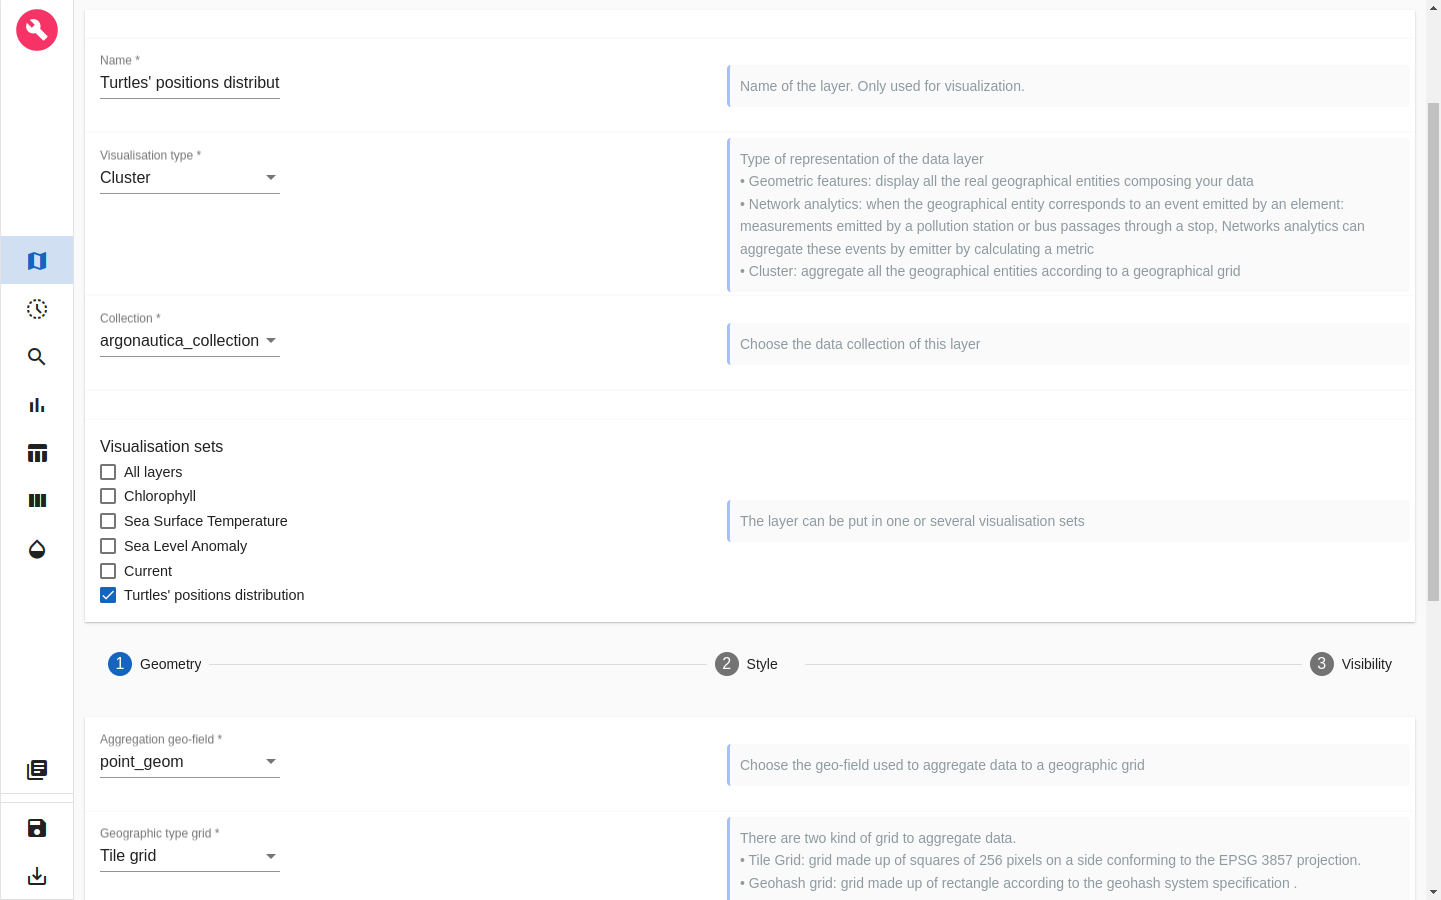 Name *
Turtles' positions distribut
Name of the layer. Only used for visualization.
Visualisation type *
Cluster
Type of representation of the data layer
• Geometric features: display all the real geographical entities composing your data
• Network analytics: when the geographical entity corresponds to an event emitted by an element:
measurements emitted by a pollution station or bus passages through a stop, Networks analytics can
aggregate these events by emitter by calculating a metric
• Cluster: aggregate all the geographical entities according to a geographical grid
Collection *
argonautica_collection
Choose the data collection of this layer
Visualisation sets
All layers
Chlorophyll
Sea Surface Temperature
Sea Level Anomaly
Current
Turtles' positions distribution
The layer can be put in one or several visualisation sets
1 Geometry 2 Style 3 Visibility
Aggregation geo-field *
point_geom
Choose the geo-field used to aggregate data to a geographic grid
Geographic type grid *
Tile grid
There are two kind of grid to aggregate data.
• Tile Grid: grid made up of squares of 256 pixels on a side conforming to the EPSG 3857 projection.
• Geohash grid: grid made up of rectangle according to the geohash system specification .